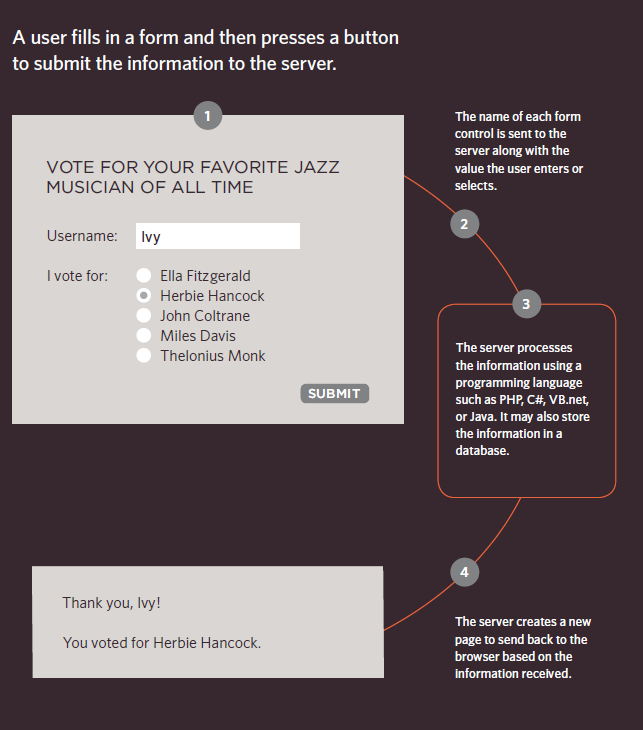 A user fills in a form and then presses a button
to submit the information to the server.
1
VOTE FOR YOUR FAVORITE JAZZ
MUSICIAN OF ALL TIME
Username: Ivy
I vote for:
Ella Fitzgerald
Herbie Hancock
John Coltrane
Miles Davis
Thelonius Monk
SUBMIT
The name of each form
control is sent to the
server along with the
value the user enters or
selects.
2
3
The server processes
the information using a
programming language
such as PHP, C#, VB.net,
or Java. It may also store
the information in a
database.
4
The server creates a new
page to send back to the
browser based on the
information received.
Thank you, Ivy!
You voted for Herbie Hancock.